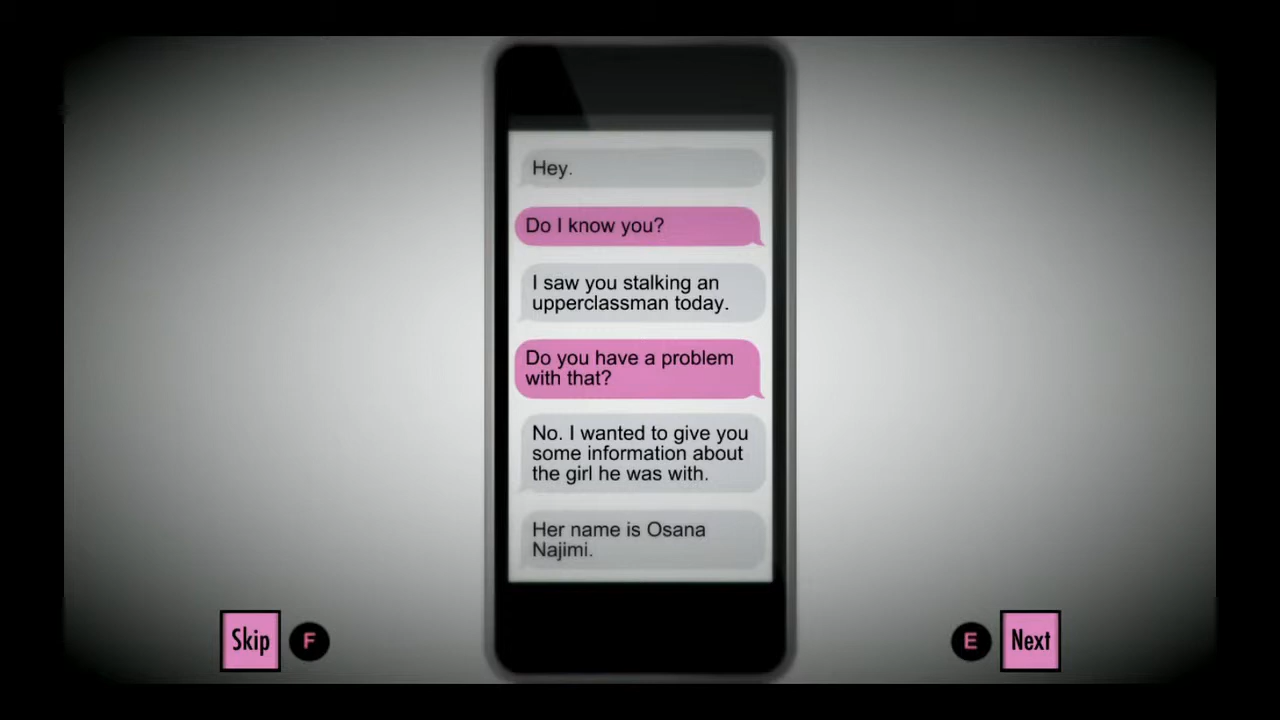 Hey.
Do I know you?
I saw you stalking an
upperclassman today.
Do you have a problem
with that?
No. I wanted to give you
some information about
the girl he was with.
Her name is Osana
Najimi.
Skip F
E Next